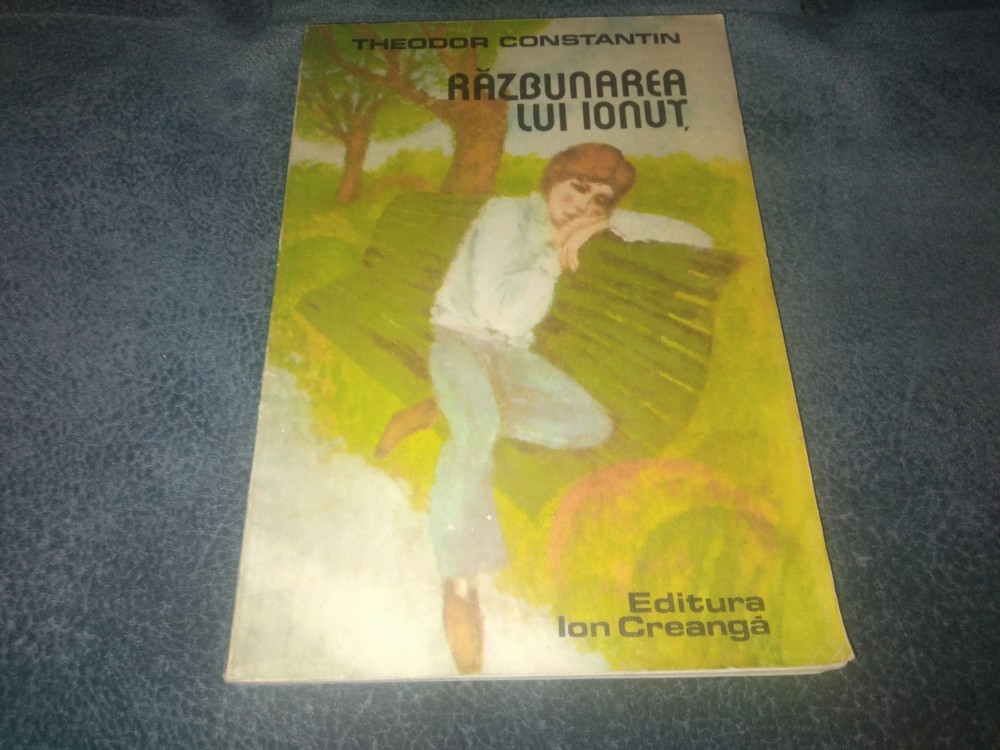 THEODOR CONSTANTIN
RĂZBUNAREA
LUI IONUȚ
Editura
Ion Creangă